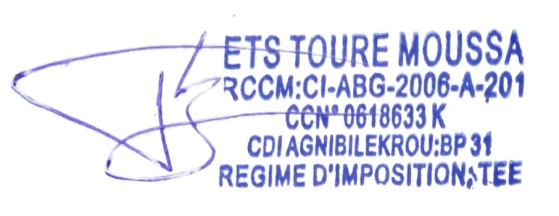 ETS TOURE MOUSSA
RCCM:CI-ABG-2006-A-201
CCN° 0618633 K
CDI AGNIBILEKROU:BP 31
REGIME D'IMPOSITION:TEE